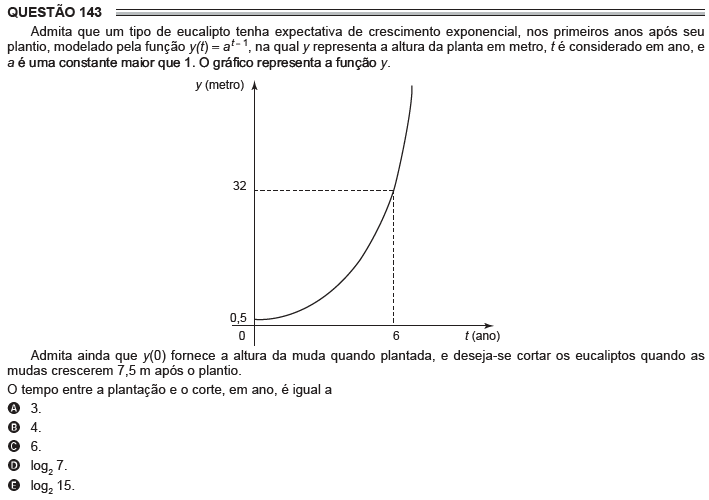 QUESTÃO 143
Admita que um tipo de eucalipto tenha expectativa de crescimento exponencial, nos primeiros anos após seu
plantio, modelado pela função y(t) = a^{t – 1}, na qual y representa a altura da planta em metro, t é considerado em ano, e
a é uma constante maior que 1. O gráfico representa a função y.
y (metro)
32
0,5
0
6
t (ano)
Admita ainda que y(0) fornece a altura da muda quando plantada, e deseja-se cortar os eucaliptos quando as
mudas crescerem 7,5 m após o plantio.
O tempo entre a plantação e o corte, em ano, é igual a
A 3.
B 4.
C 6.
D log₂ 7.
E log₂ 15.